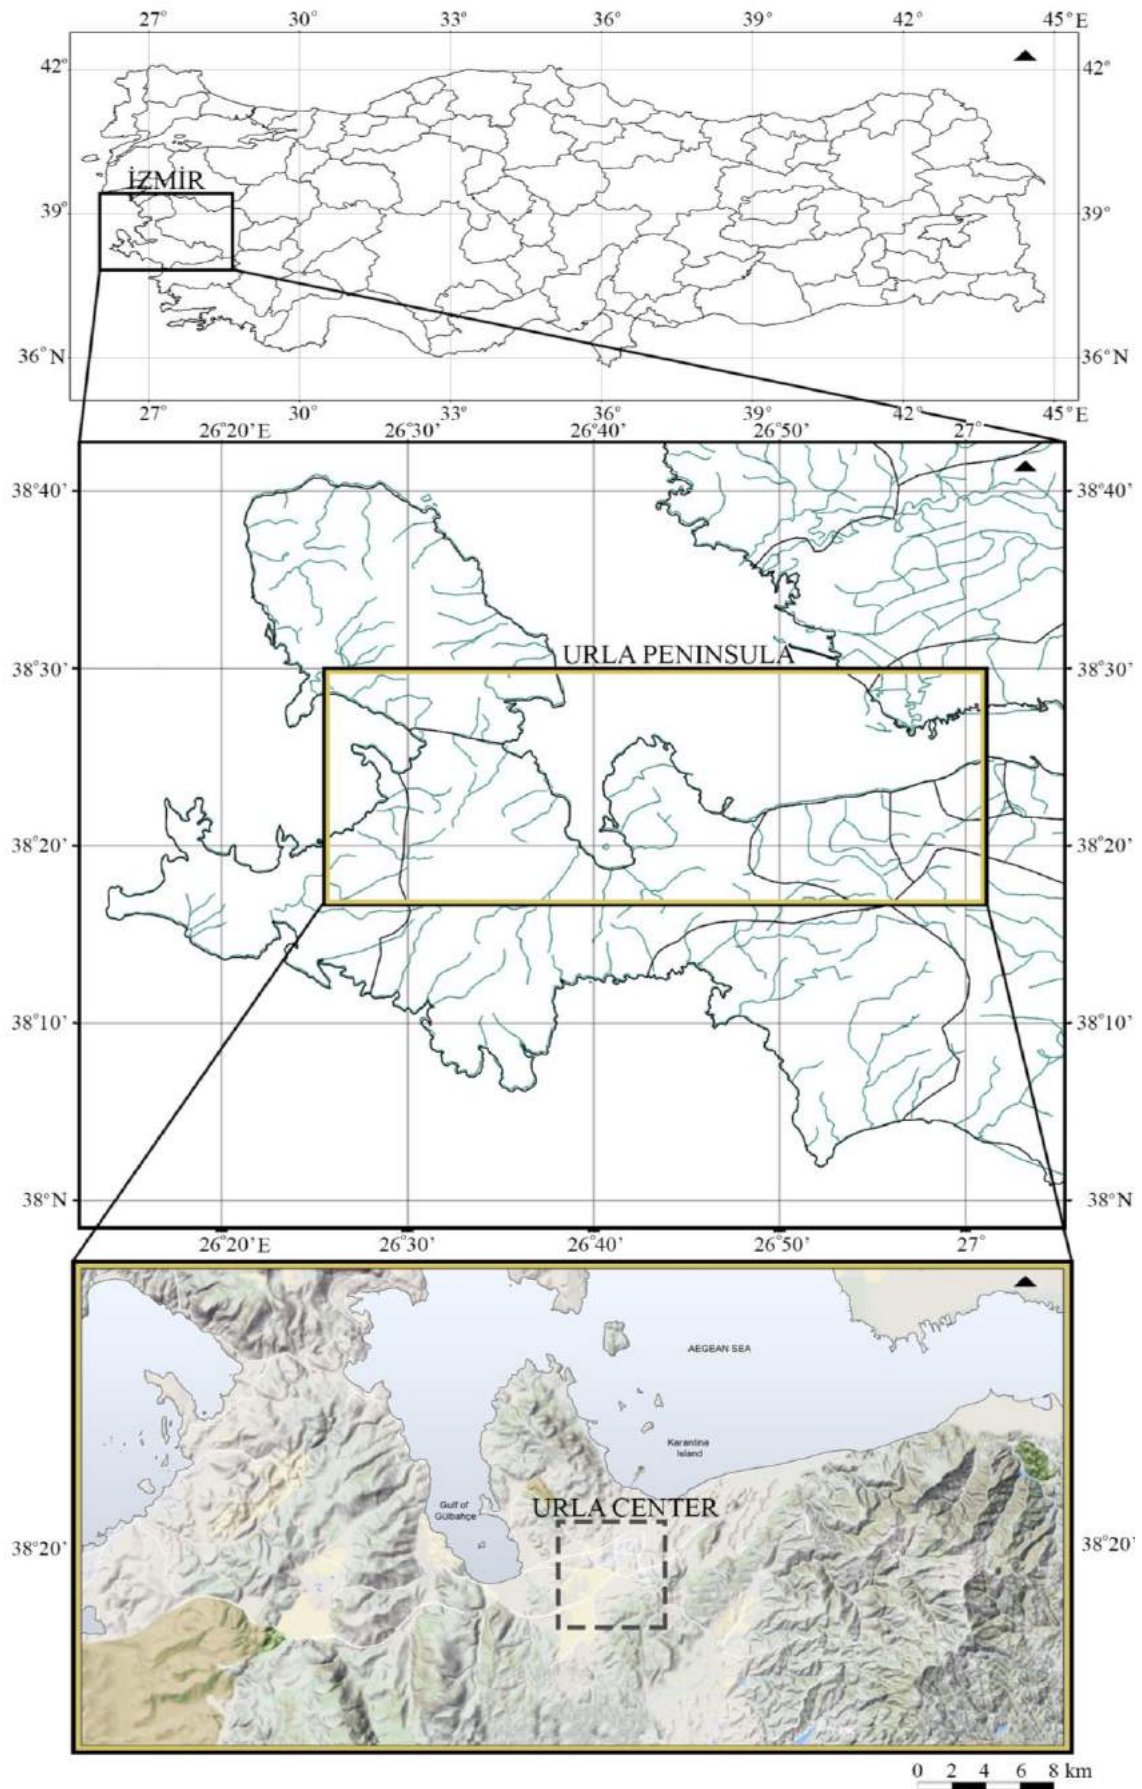 27° 30° 33° 36° 39° 42° 45°E
42° 42°
İZMİR
39° 39°
36°N 36°N
27° 30° 33° 36° 39° 42° 45°E
26°20'E 26°30' 26°40' 26°50' 27°
38°40' 38°40'
38°30' 38°30'
URLA PENINSULA
38°20' 38°20'
38°10' 38°10'
38°N 38°N
26°20'E 26°30' 26°40' 26°50' 27°
AEGEAN SEA
Karantina
Island
Gulf of
Gülbahçe
URLA CENTER
38°20' 38°20'
0 2 4 6 8 km